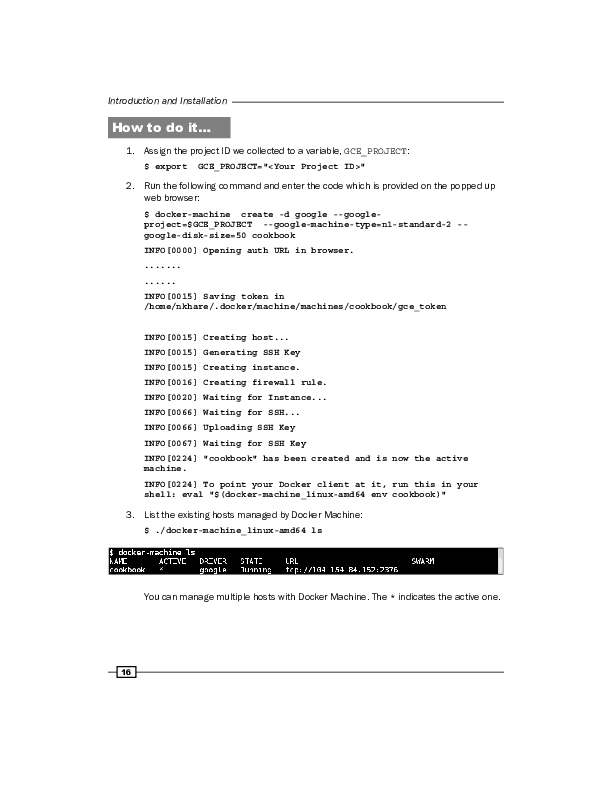 Introduction and Installation
How to do it…
1. Assign the project ID we collected to a variable, GCE_PROJECT:
$ export  GCE_PROJECT="<Your Project ID>"
2. Run the following command and enter the code which is provided on the popped up
web browser:
$ docker-machine  create -d google --google-
project=$GCE_PROJECT  --google-machine-type=n1-standard-2 --
google-disk-size=50 cookbook
INFO[0000] Opening auth URL in browser.
.......
......
INFO[0015] Saving token in
/home/nkhare/.docker/machine/machines/cookbook/gce_token
INFO[0015] Creating host...
INFO[0015] Generating SSH Key
INFO[0015] Creating instance.
INFO[0016] Creating firewall rule.
INFO[0020] Waiting for Instance...
INFO[0066] Waiting for SSH...
INFO[0066] Uploading SSH Key
INFO[0067] Waiting for SSH Key
INFO[0224] "cookbook" has been created and is now the active
machine.
INFO[0224] To point your Docker client at it, run this in your
shell: eval "$(docker-machine_linux-amd64 env cookbook)"
3. List the existing hosts managed by Docker Machine:
$ ./docker-machine_linux-amd64 ls
$ docker-machine ls
NAME ACTIVE DRIVER STATE URL SWARM
cookbook * google Running tcp://104.154.84.152:2376
You can manage multiple hosts with Docker Machine. The * indicates the active one.
16